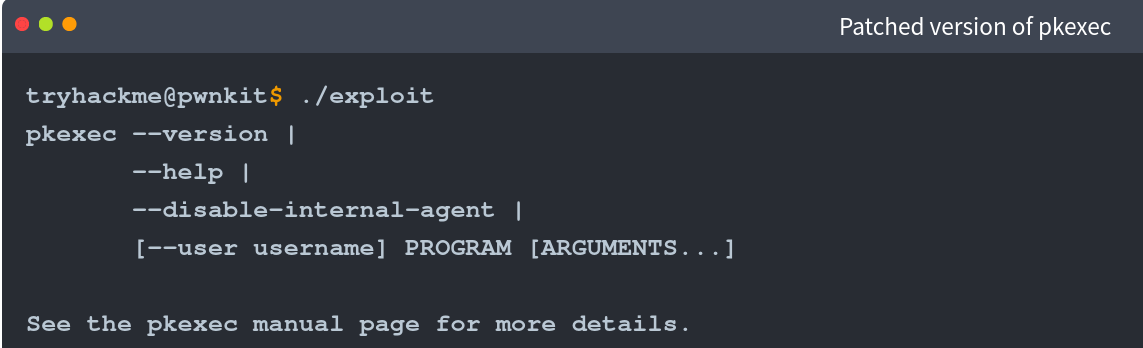 Patched version of pkexec
tryhackme@pwnkit$ ./exploit
pkexec --version |
       --help |
       --disable-internal-agent |
       [--user username] PROGRAM [ARGUMENTS...]
See the pkexec manual page for more details.